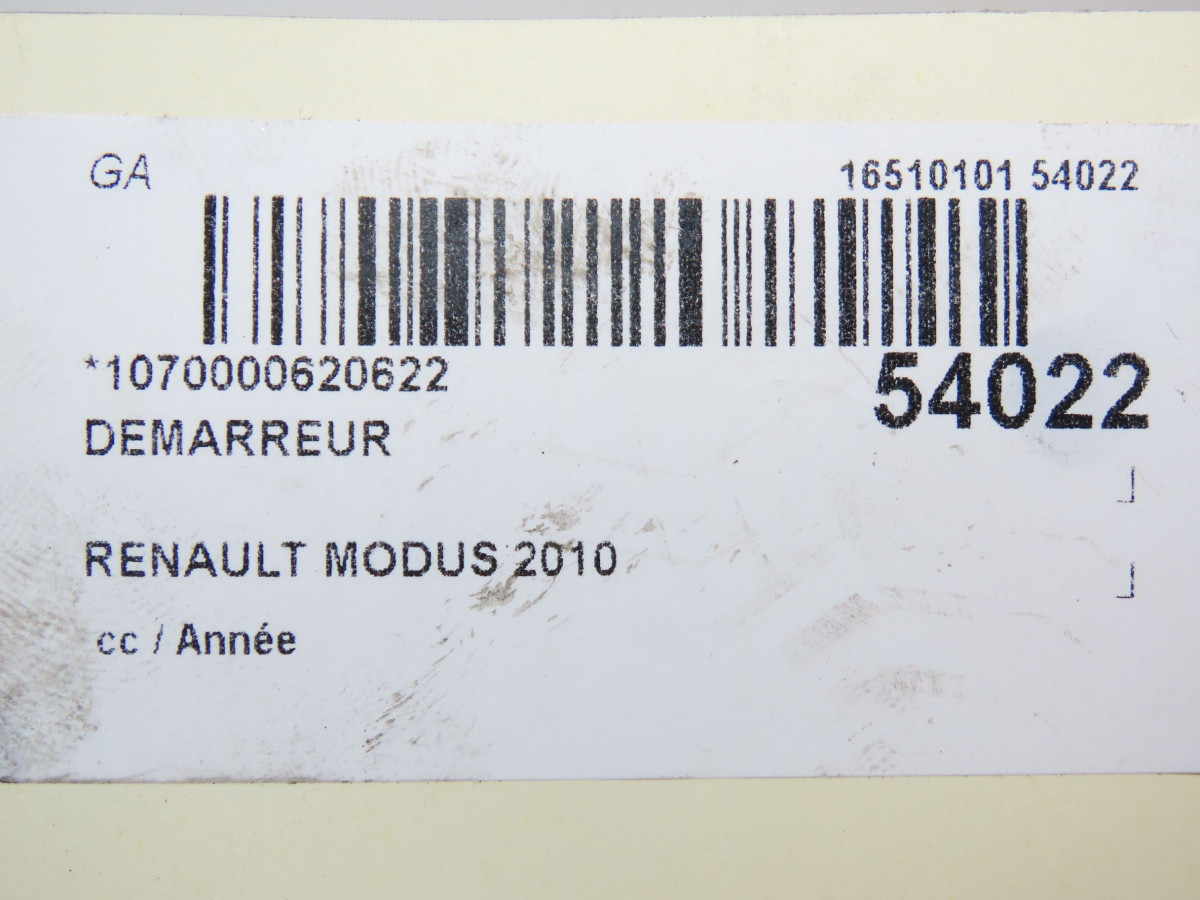 GA
16510101 54022
*1070000620622
54022
DEMARREUR
RENAULT MODUS 2010
cc / Année